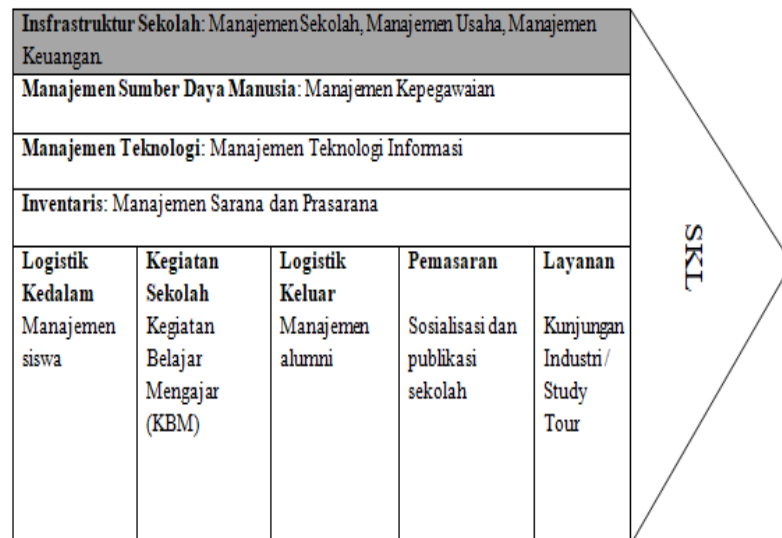 Insfrastruktur Sekolah: Manajemen Sekolah, Manajemen Usaha, Manajemen
Keuangan.
Manajemen Sumber Daya Manusia: Manajemen Kepegawaian
Manajemen Teknologi: Manajemen Teknologi Informasi
Inventaris: Manajemen Sarana dan Prasarana
Logistik
Kedalam
Manajemen
siswa
Kegiatan
Sekolah
Kegiatan
Belajar
Mengajar
(KBM)
Logistik
Keluar
Manajemen
alumni
Pemasaran
Sosialisasi dan
publikasi
sekolah
Layanan
Kunjungan
Industri /
Study
Tour
SKL